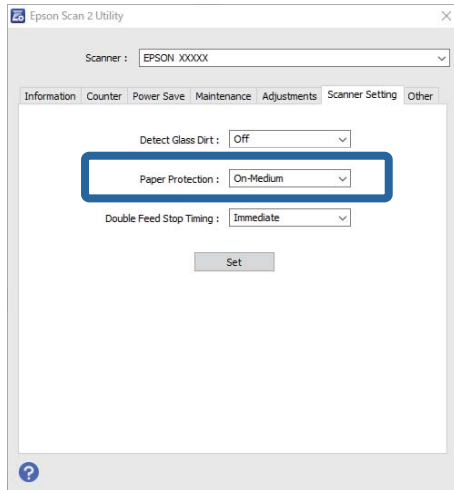 Epson Scan 2 Utility
Scanner : EPSON XXXXX
Information Counter Power Save Maintenance Adjustments Scanner Setting Other
Detect Glass Dirt : Off
Paper Protection : On-Medium
Double Feed Stop Timing : Immediate
Set
?